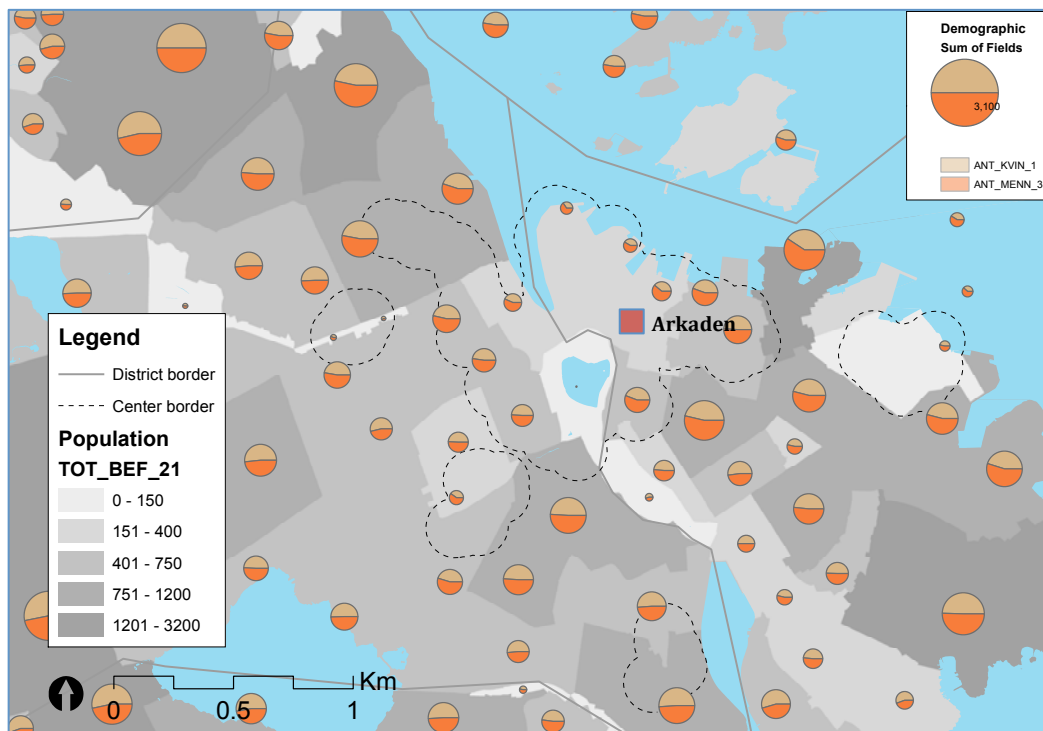 Demographic
Sum of Fields
3,100
ANT_KVIN_1
ANT_MENN_3
Arkaden
Legend
District border
Center border
Population
TOT_BEF_21
0 - 150
151 - 400
401 - 750
751 - 1200
1201 - 3200
Km
0 0.5 1